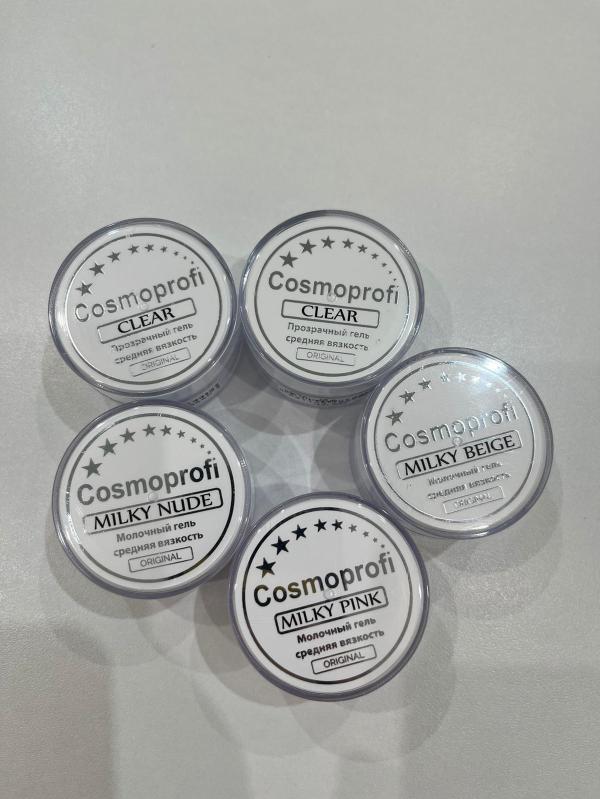 Cosmoprofi
CLEAR
Прозрачный гель
средняя вязкость
ORIGINAL
Cosmoprofi
CLEAR
Прозрачный гель
средняя вязкость
ORIGINAL
Cosmoprofi
MILKY BEIGE
Молочный гель
средняя вязкость
ORIGINAL
Cosmoprofi
MILKY NUDE
Молочный гель
средняя вязкость
ORIGINAL
Cosmoprofi
MILKY PINK
Молочный гель
средняя вязкость
ORIGINAL